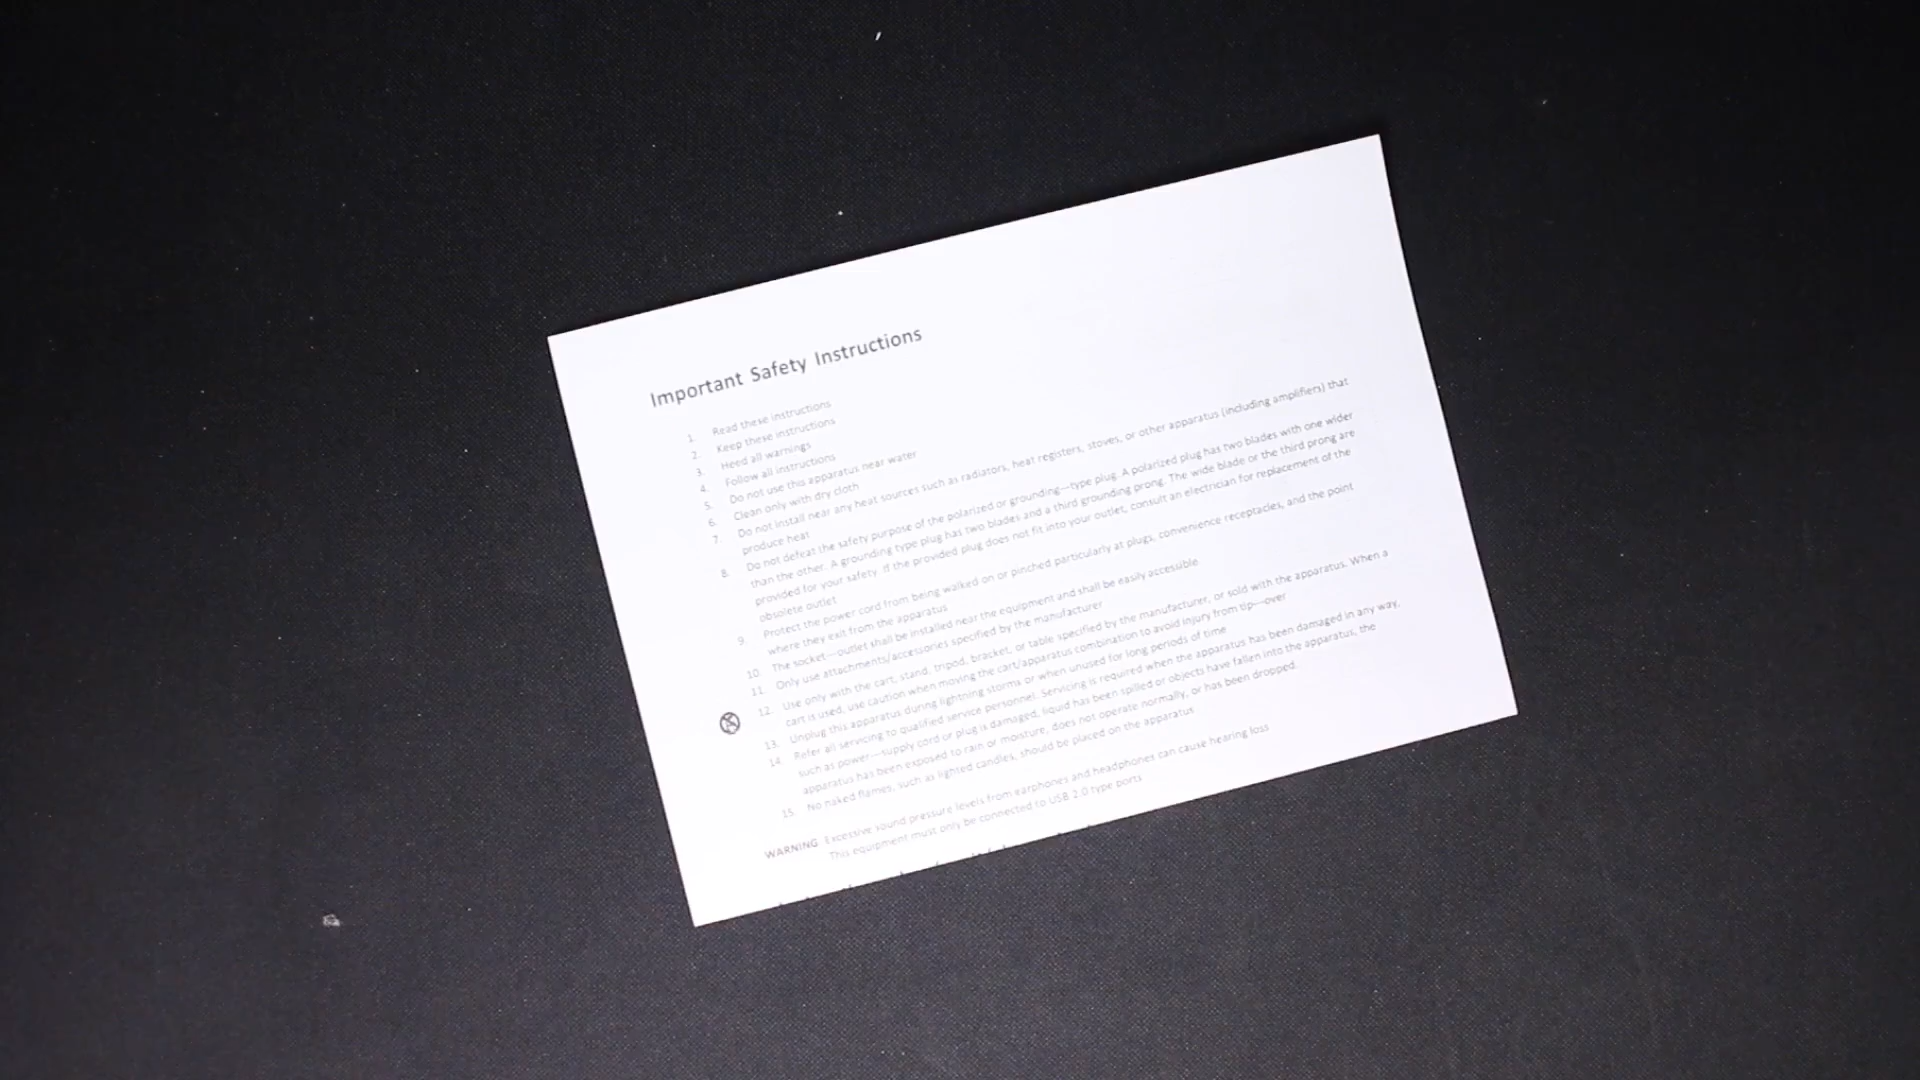 Important Safety Instructions
1. Read these instructions
2. Keep these instructions
3. Heed all warnings
4. Follow all instructions
5. Do not use this apparatus near water
6. Clean only with dry cloth
7. Do not install near any heat sources such as radiators, heat registers, stoves, or other apparatus (including amplifiers) that
produce heat
8. Do not defeat the safety purpose of the polarized or grounding—type plug. A polarized plug has two blades with one wider
than the other. A grounding type plug has two blades and a third grounding prong. The wide blade or the third prong are
provided for your safety. If the provided plug does not fit into your outlet, consult an electrician for replacement of the
obsolete outlet
9. Protect the power cord from being walked on or pinched particularly at plugs, convenience receptacles, and the point
where they exit from the apparatus
10. The socket—outlet shall be installed near the equipment and shall be easily accessible
11. Only use attachments/accessories specified by the manufacturer
12. Use only with the cart, stand, tripod, bracket, or table specified by the manufacturer, or sold with the apparatus. When a
cart is used, use caution when moving the cart/apparatus combination to avoid injury from tip—over
13. Unplug this apparatus during lightning storms or when unused for long periods of time
14. Refer all servicing to qualified service personnel. Servicing is required when the apparatus has been damaged in any way,
such as power—supply cord or plug is damaged, liquid has been spilled or objects have fallen into the apparatus, the
apparatus has been exposed to rain or moisture, does not operate normally, or has been dropped.
15. No naked flames, such as lighted candles, should be placed on the apparatus
WARNING Excessive sound pressure levels from earphones and headphones can cause hearing loss
This equipment must only be connected to USB 2.0 type ports